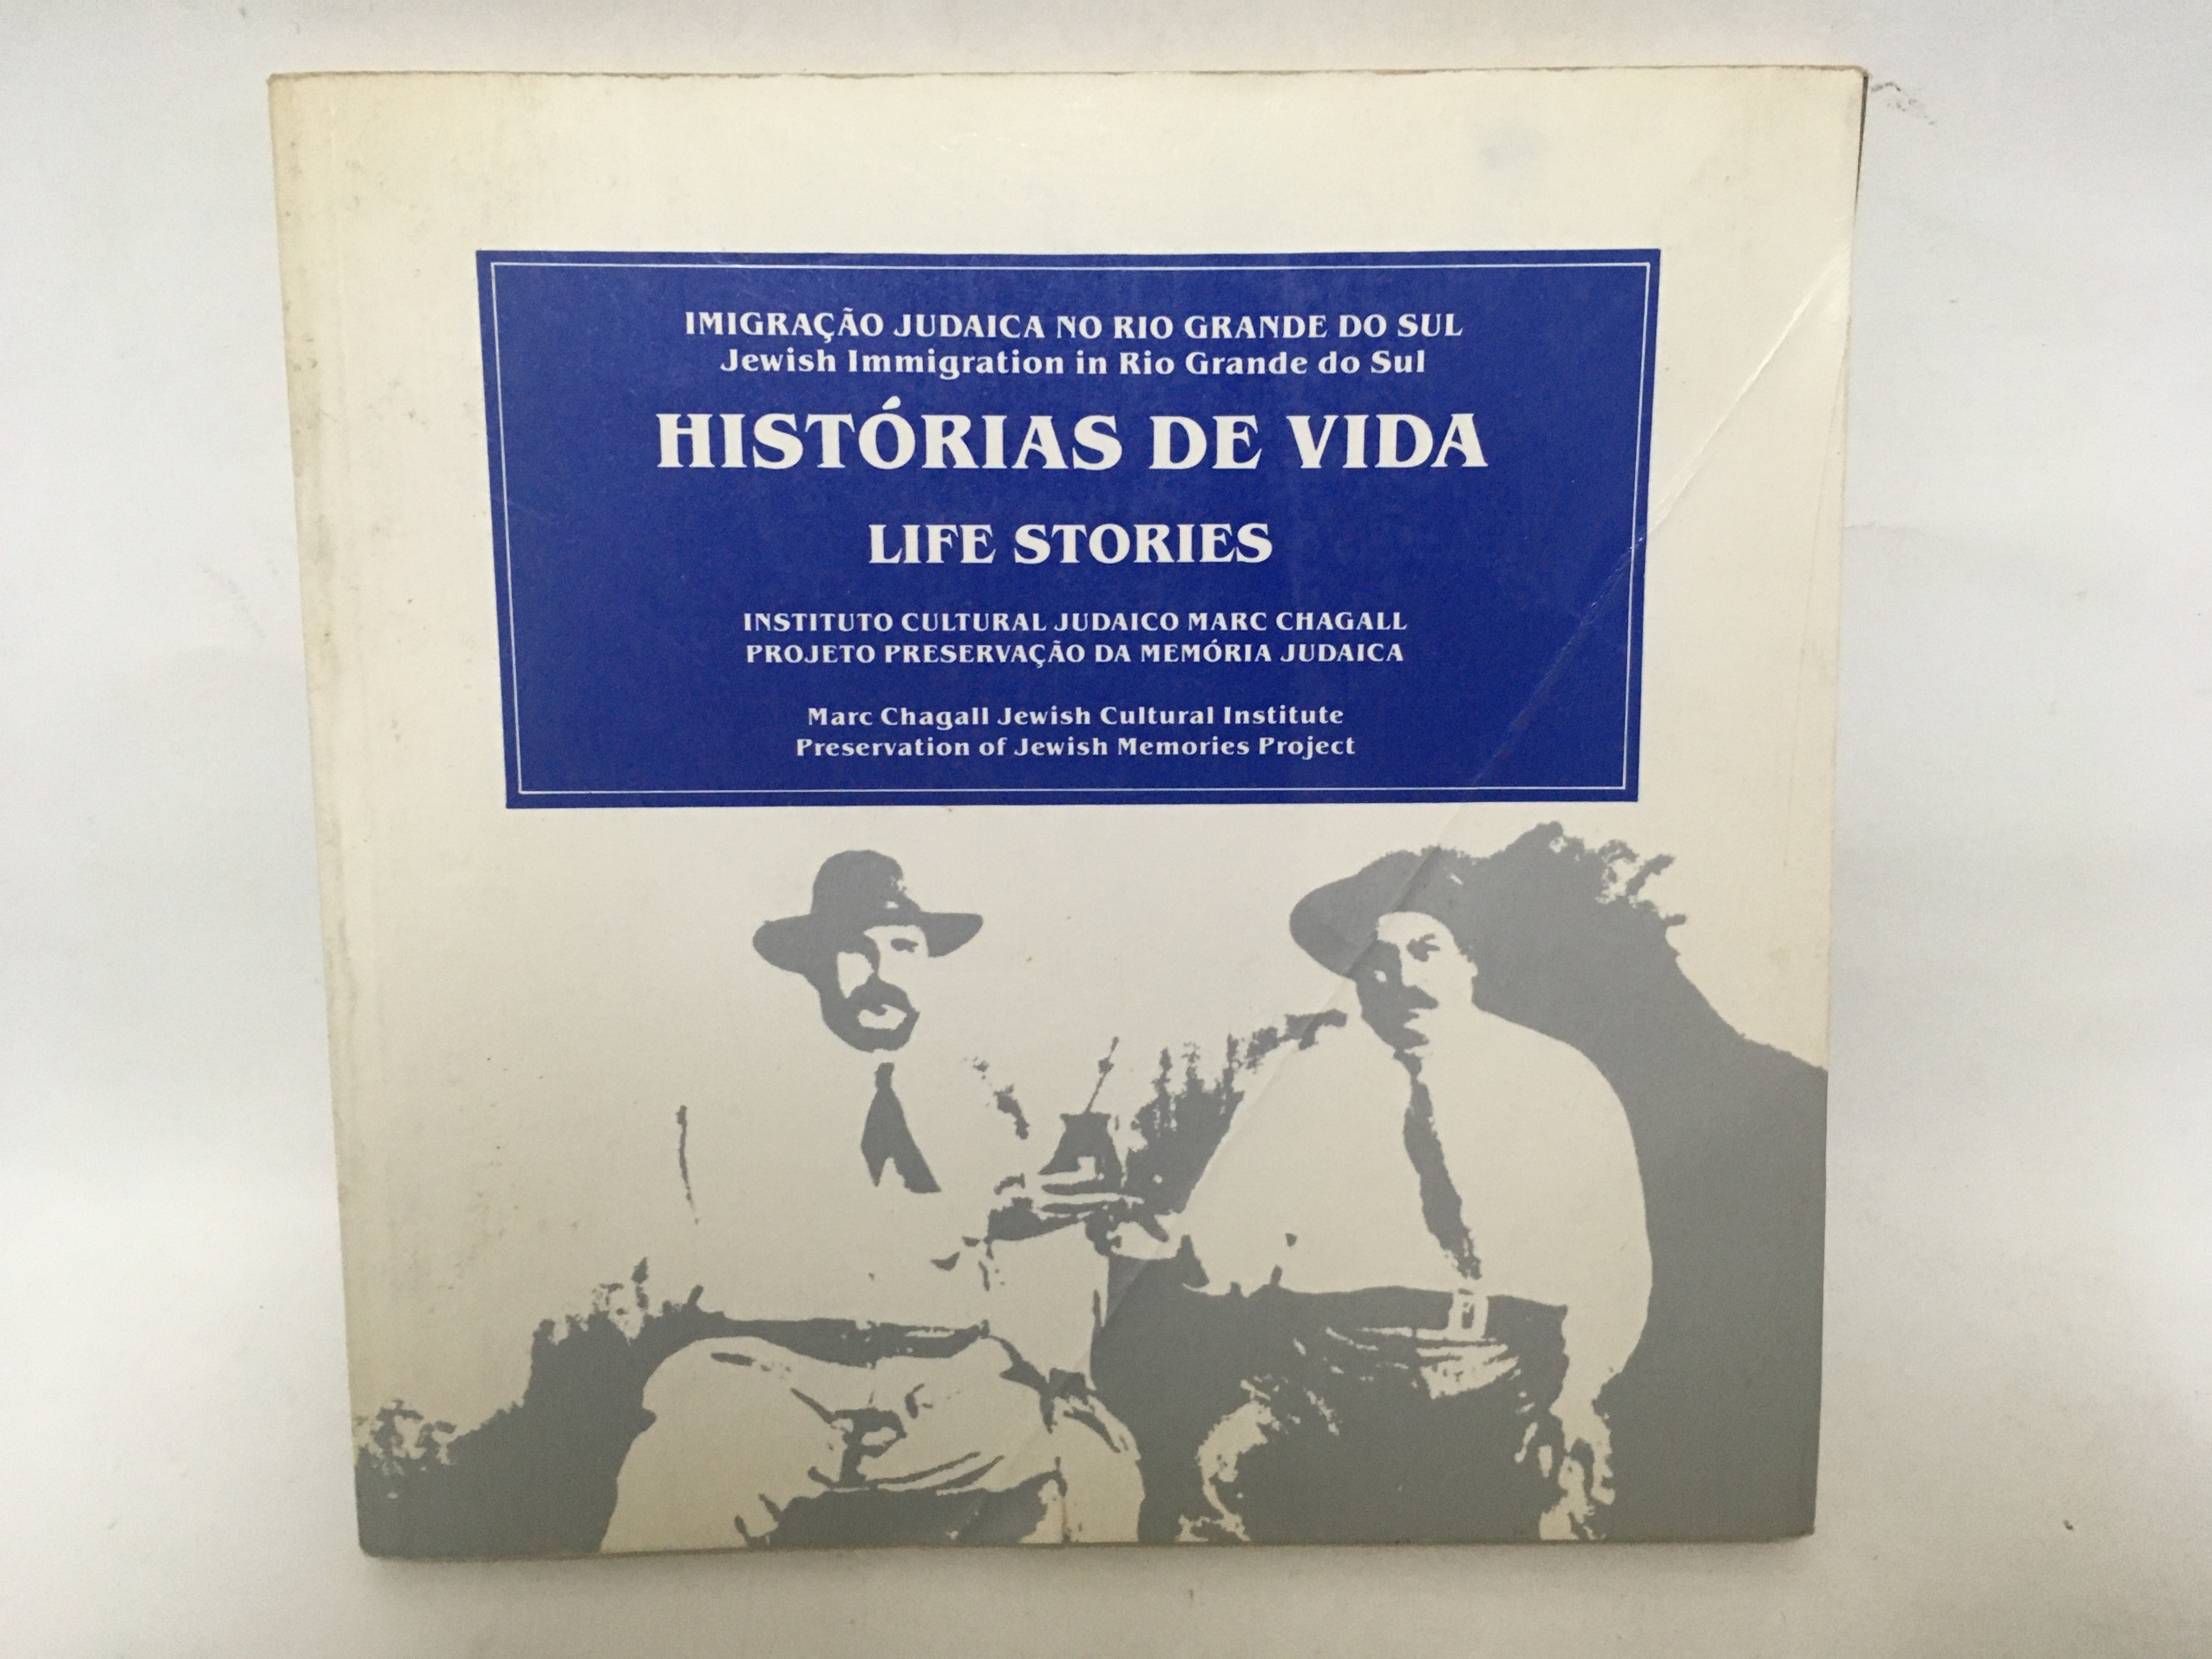 IMIGRAÇÃO JUDAICA NO RIO GRANDE DO SUL
Jewish Immigration in Rio Grande do Sul
HISTÓRIAS DE VIDA
LIFE STORIES
INSTITUTO CULTURAL JUDAICO MARC CHAGALL
PROJETO PRESERVAÇÃO DA MEMÓRIA JUDAICA
Marc Chagall Jewish Cultural Institute
Preservation of Jewish Memories Project